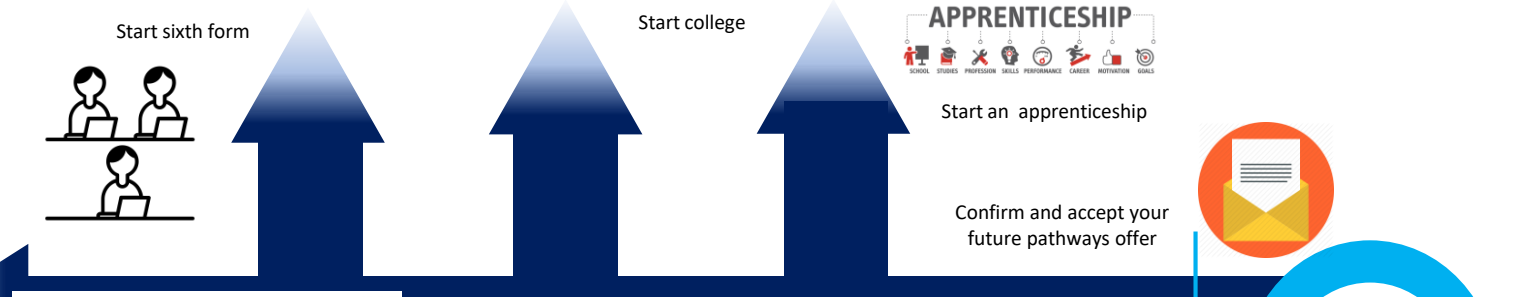 Start sixth form
Start college
APPRENTICESHIP
SCHOOL STUDIES PROFESSION SKILLS PERFORMANCE CAREER MOTIVATION GOALS
Start an apprenticeship
Confirm and accept your
future pathways offer